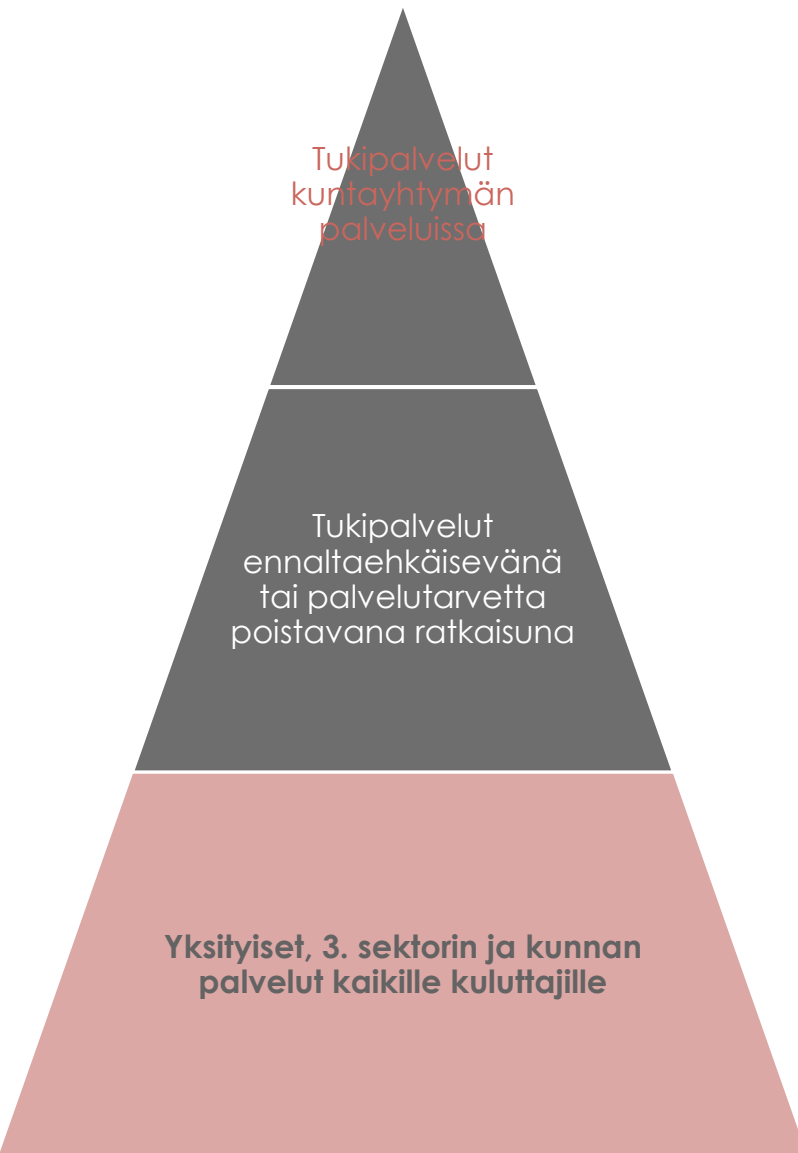 Tukipalvelut
kuntayhtymän
palveluissa
Tukipalvelut
ennaltaehkäisevänä
tai palvelutarvetta
poistavana ratkaisuna
Yksityiset, 3. sektorin ja kunnan
palvelut kaikille kuluttajille